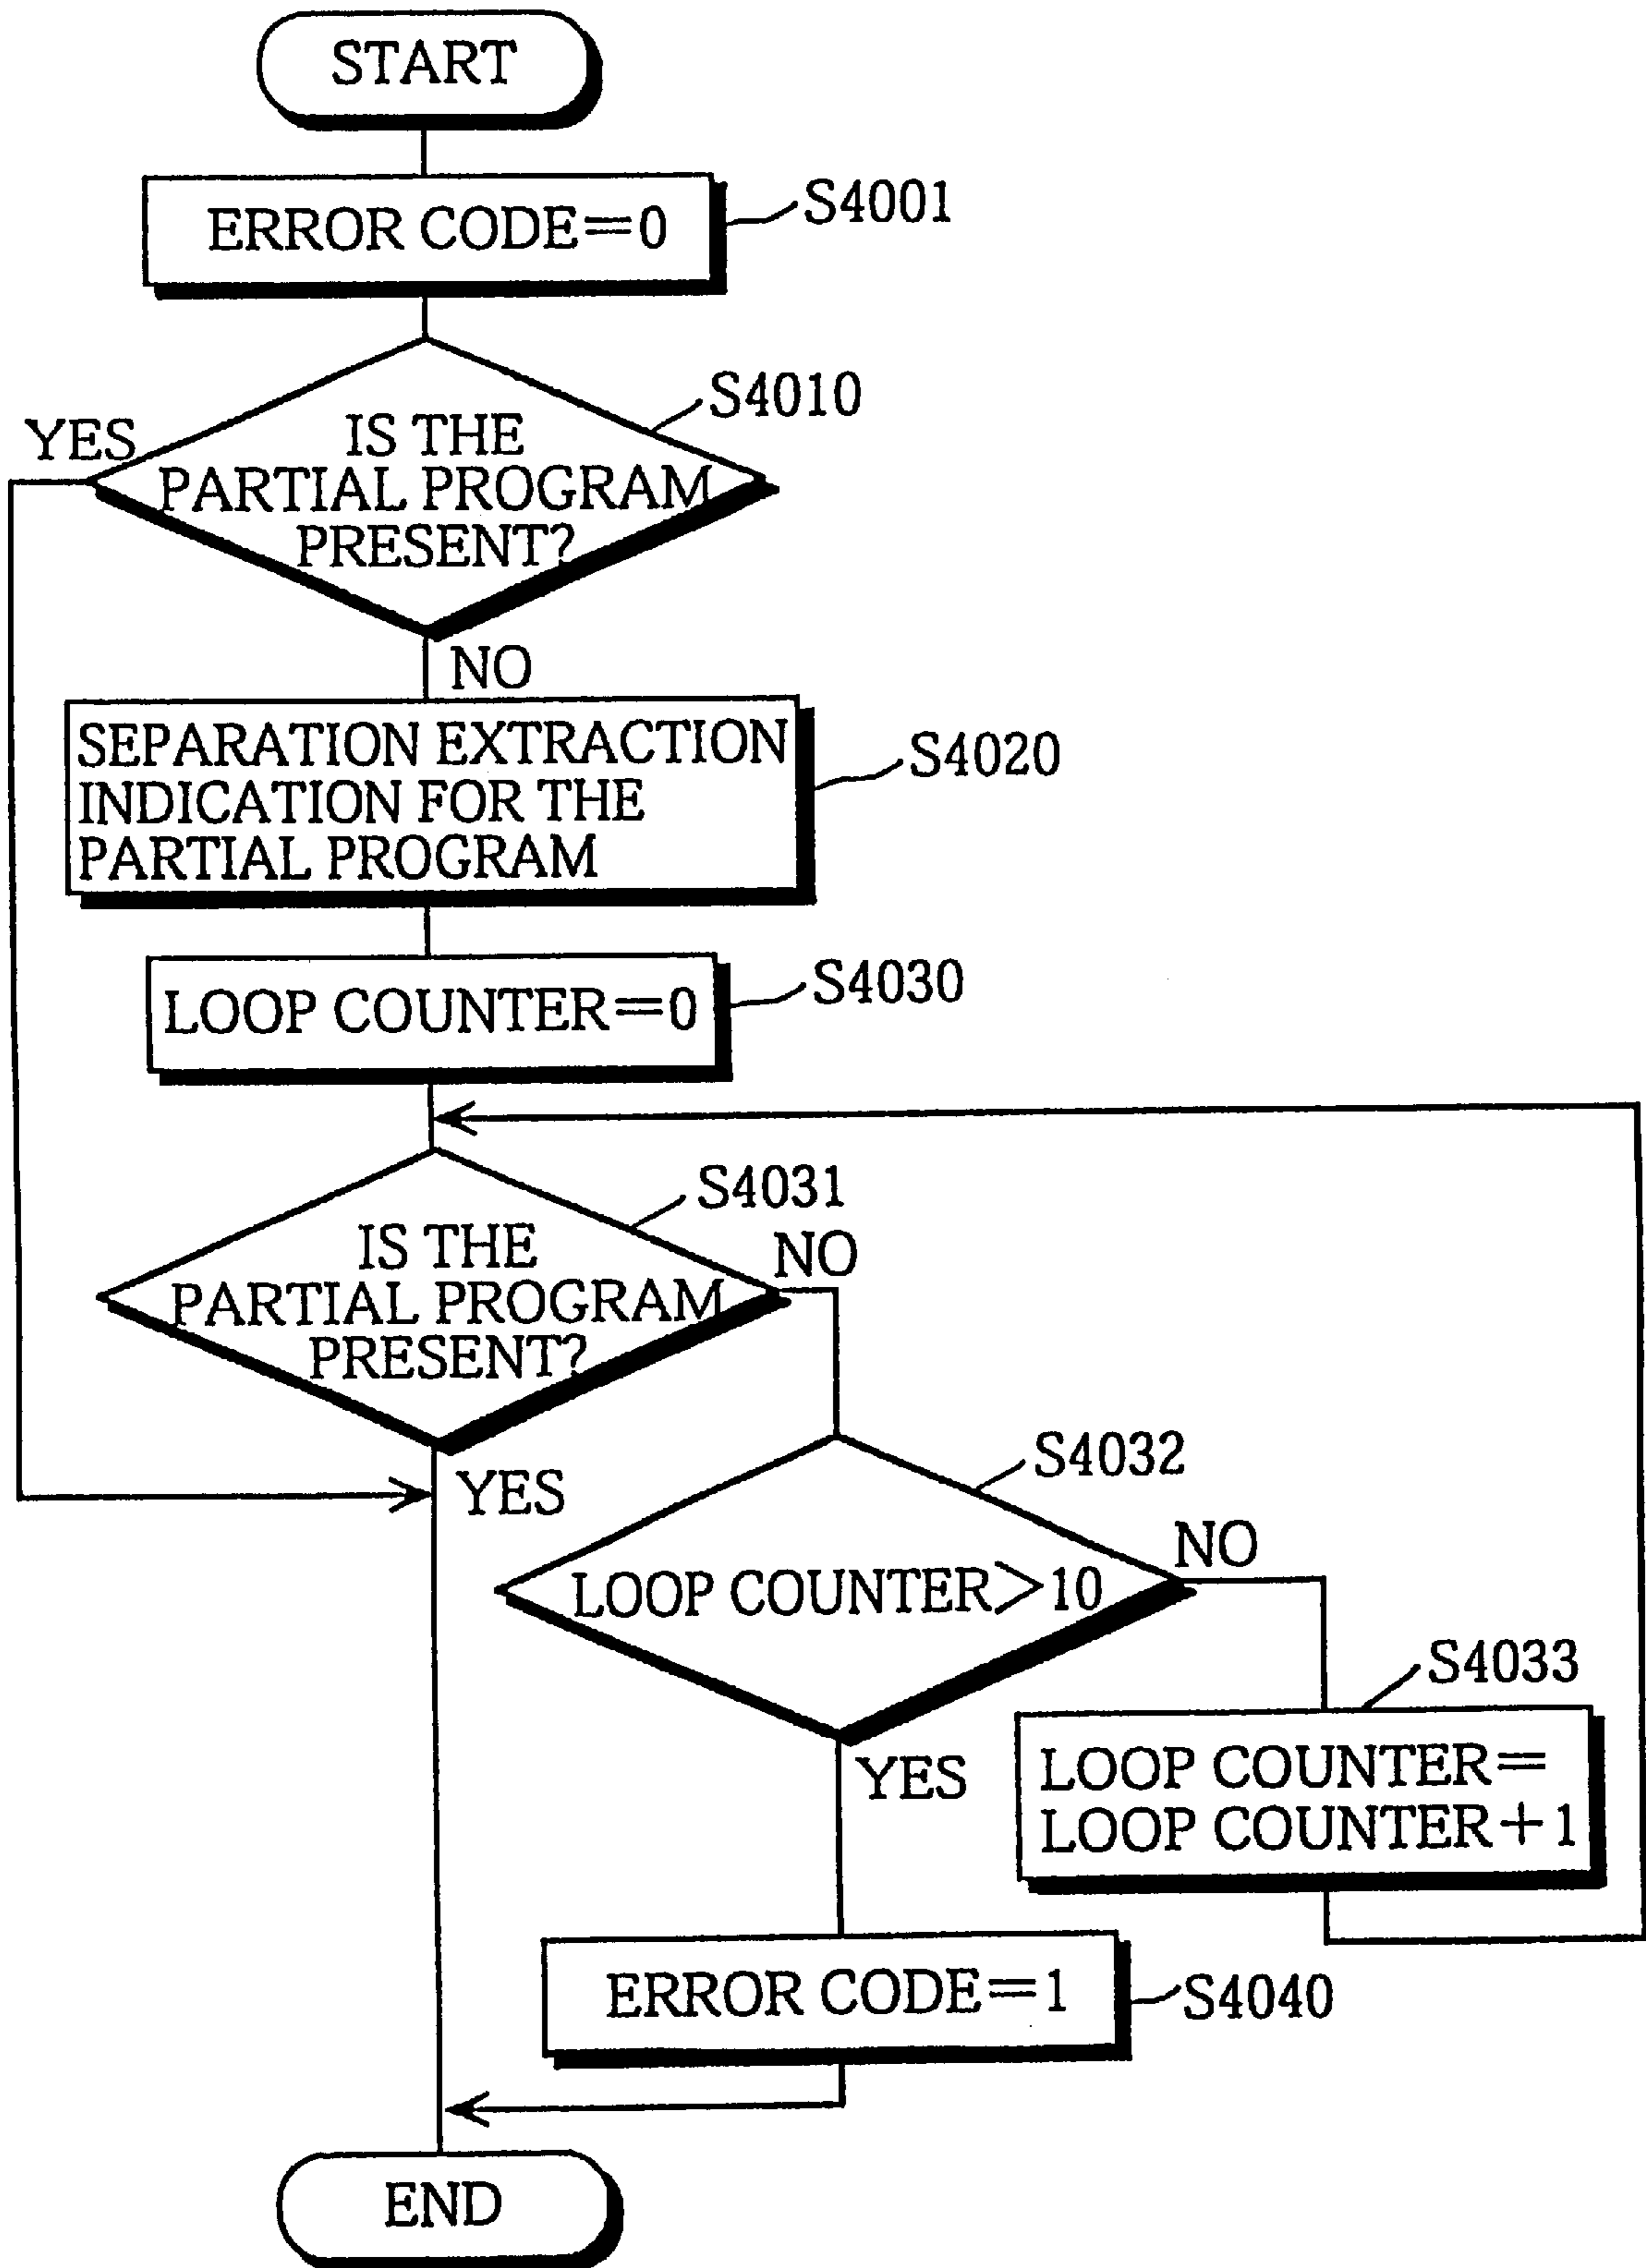 START
ERROR CODE=0
S4001
S4010
YES
IS THE
PARTIAL PROGRAM
PRESENT?
NO
SEPARATION EXTRACTION
INDICATION FOR THE
PARTIAL PROGRAM
S4020
LOOP COUNTER=0
S4030
S4031
IS THE
PARTIAL PROGRAM
PRESENT?
NO
YES
S4032
LOOP COUNTER>10
NO
YES
S4033
LOOP COUNTER=
LOOP COUNTER+1
ERROR CODE=1
S4040
END